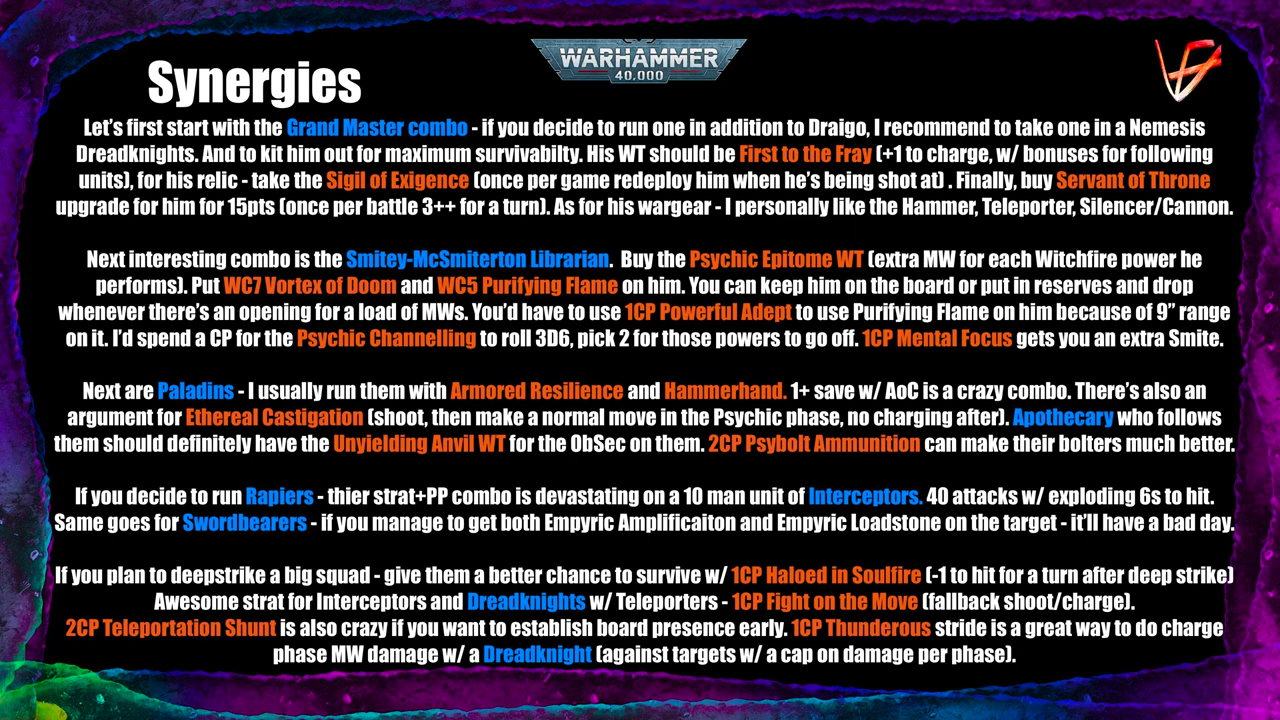 WARHAMMER
40,000
Synergies
Let's first start with the Grand Master combo - if you decide to run one in addition to Draigo, I recommend to take one in a Nemesis
Dreadknights. And to kit him out for maximum survivabilty. His WT should be First to the Fray (+1 to charge, w/ bonuses for following
units), for his relic - take the Sigil of Exigence (once per game redeploy him when he's being shot at) . Finally, buy Servant of Throne
upgrade for him for 15pts (once per battle 3++ for a turn). As for his wargear - I personally like the Hammer, Teleporter, Silencer/Cannon.
Next interesting combo is the Smitey-McSmiterton Librarian. Buy the Psychic Epitome WT (extra MW for each Witchfire power he
performs). Put WC7 Vortex of Doom and WC5 Purifying Flame on him. You can keep him on the board or put in reserves and drop
whenever there's an opening for a load of MWs. You'd have to use 1CP Powerful Adept to use Purifying Flame on him because of 9" range
on it. I'd spend a CP for the Psychic Channelling to roll 3D6, pick 2 for those powers to go off. 1CP Mental Focus gets you an extra Smite.
Next are Paladins - I usually run them with Armored Resilience and Hammerhand. 1+ save w/ AoC is a crazy combo. There's also an
argument for Ethereal Castigation (shoot, then make a normal move in the Psychic phase, no charging after). Apothecary who follows
them should definitely have the Unyielding Anvil WT for the ObSec on them. 2CP Psybolt Ammunition can make their bolters much better.
If you decide to run Rapiers - thier strat+PP combo is devastating on a 10 man unit of Interceptors. 40 attacks w/ exploding 6s to hit.
Same goes for Swordbearers - if you manage to get both Empyric Amplificaiton and Empyric Loadstone on the target - it'll have a bad day.
If you plan to deepstrike a big squad - give them a better chance to survive w/ 1CP Haloed in Soulfire (-1 to hit for a turn after deep strike)
Awesome strat for Interceptors and Dreadknights w/ Teleporters - 1CP Fight on the Move (fallback shoot/charge).
2CP Teleportation Shunt is also crazy if you want to establish board presence early. 1CP Thunderous stride is a great way to do charge
phase MW damage w/ a Dreadknight (against targets w/ a cap on damage per phase).